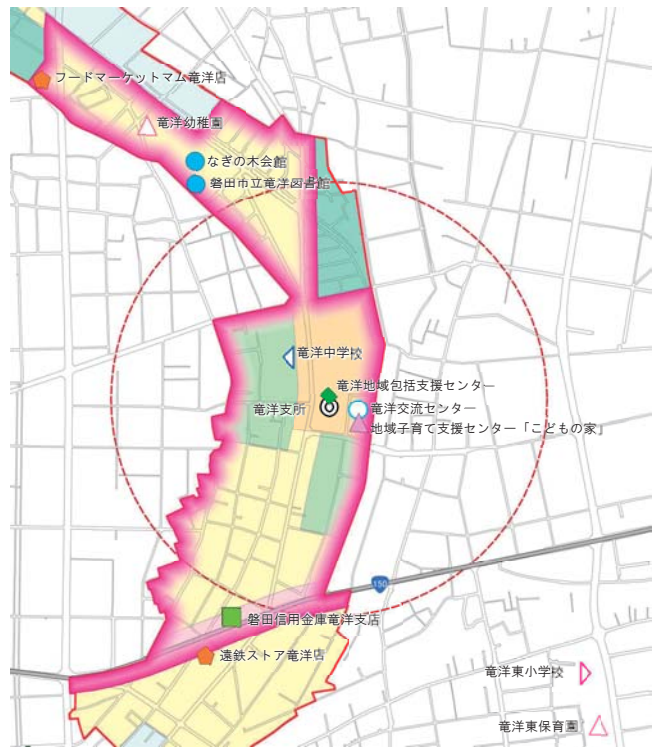 フードマーケットマム竜洋店
竜洋幼稚園
なぎの木会館
磐田市立竜洋図書館
竜洋中学校
竜洋地域包括支援センター
竜洋支所
竜洋交流センター
地域子育て支援センター「こどもの家」
150
磐田信用金庫竜洋支店
遠鉄ストア竜洋店
竜洋東小学校
竜洋東保育園